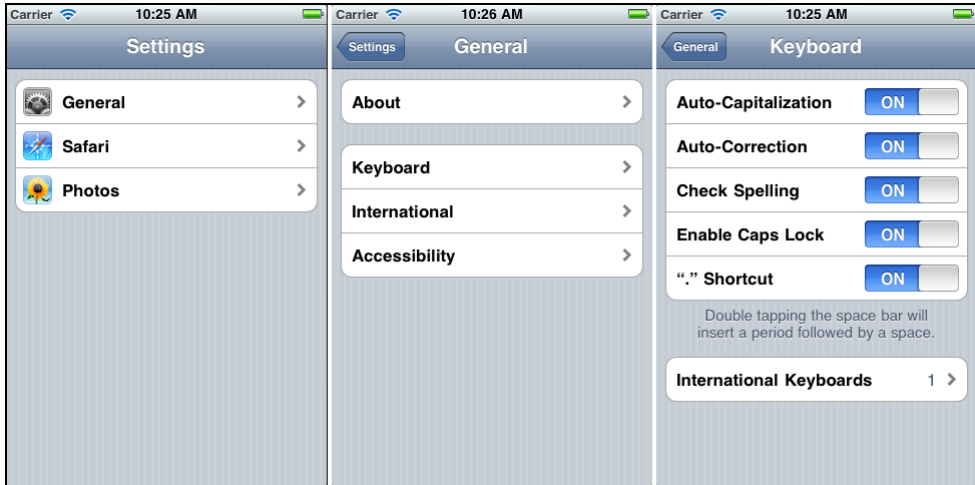 Carrier 10:25 AM
Settings
General
Safari
Photos
Carrier 10:26 AM
Settings General
About
Keyboard
International
Accessibility
Carrier 10:25 AM
General Keyboard
Auto-Capitalization ON
Auto-Correction ON
Check Spelling ON
Enable Caps Lock ON
“.” Shortcut ON
Double tapping the space bar will
insert a period followed by a space.
International Keyboards 1